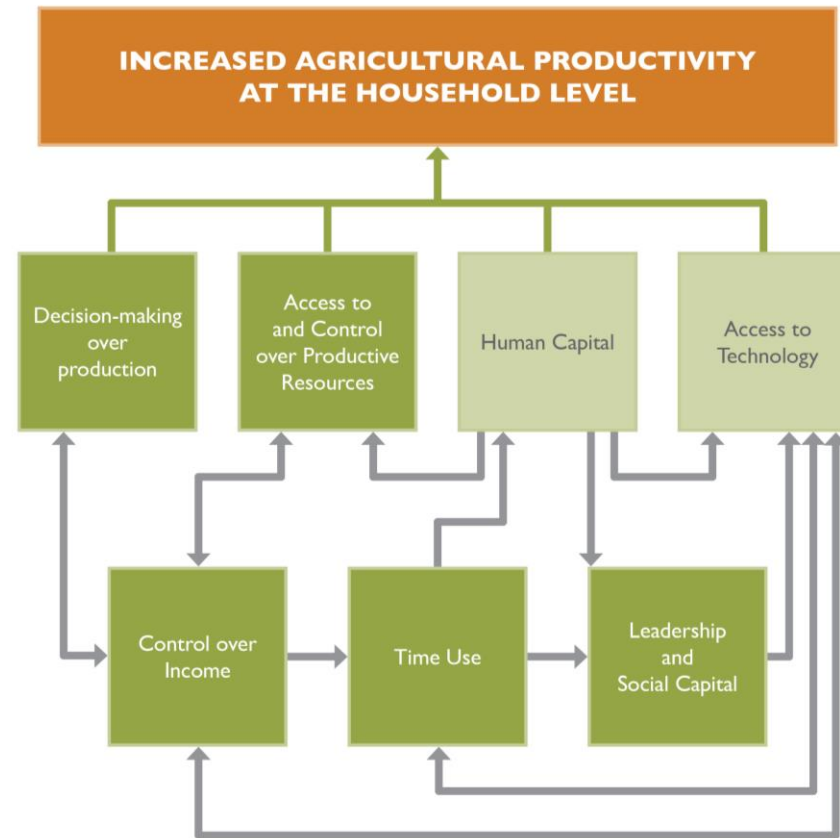 INCREASED AGRICULTURAL PRODUCTIVITY
AT THE HOUSEHOLD LEVEL
Decision-making
over
production
Access to
and Control
over Productive
Resources
Human Capital
Access to
Technology
Control over
Income
Time Use
Leadership
and
Social Capital